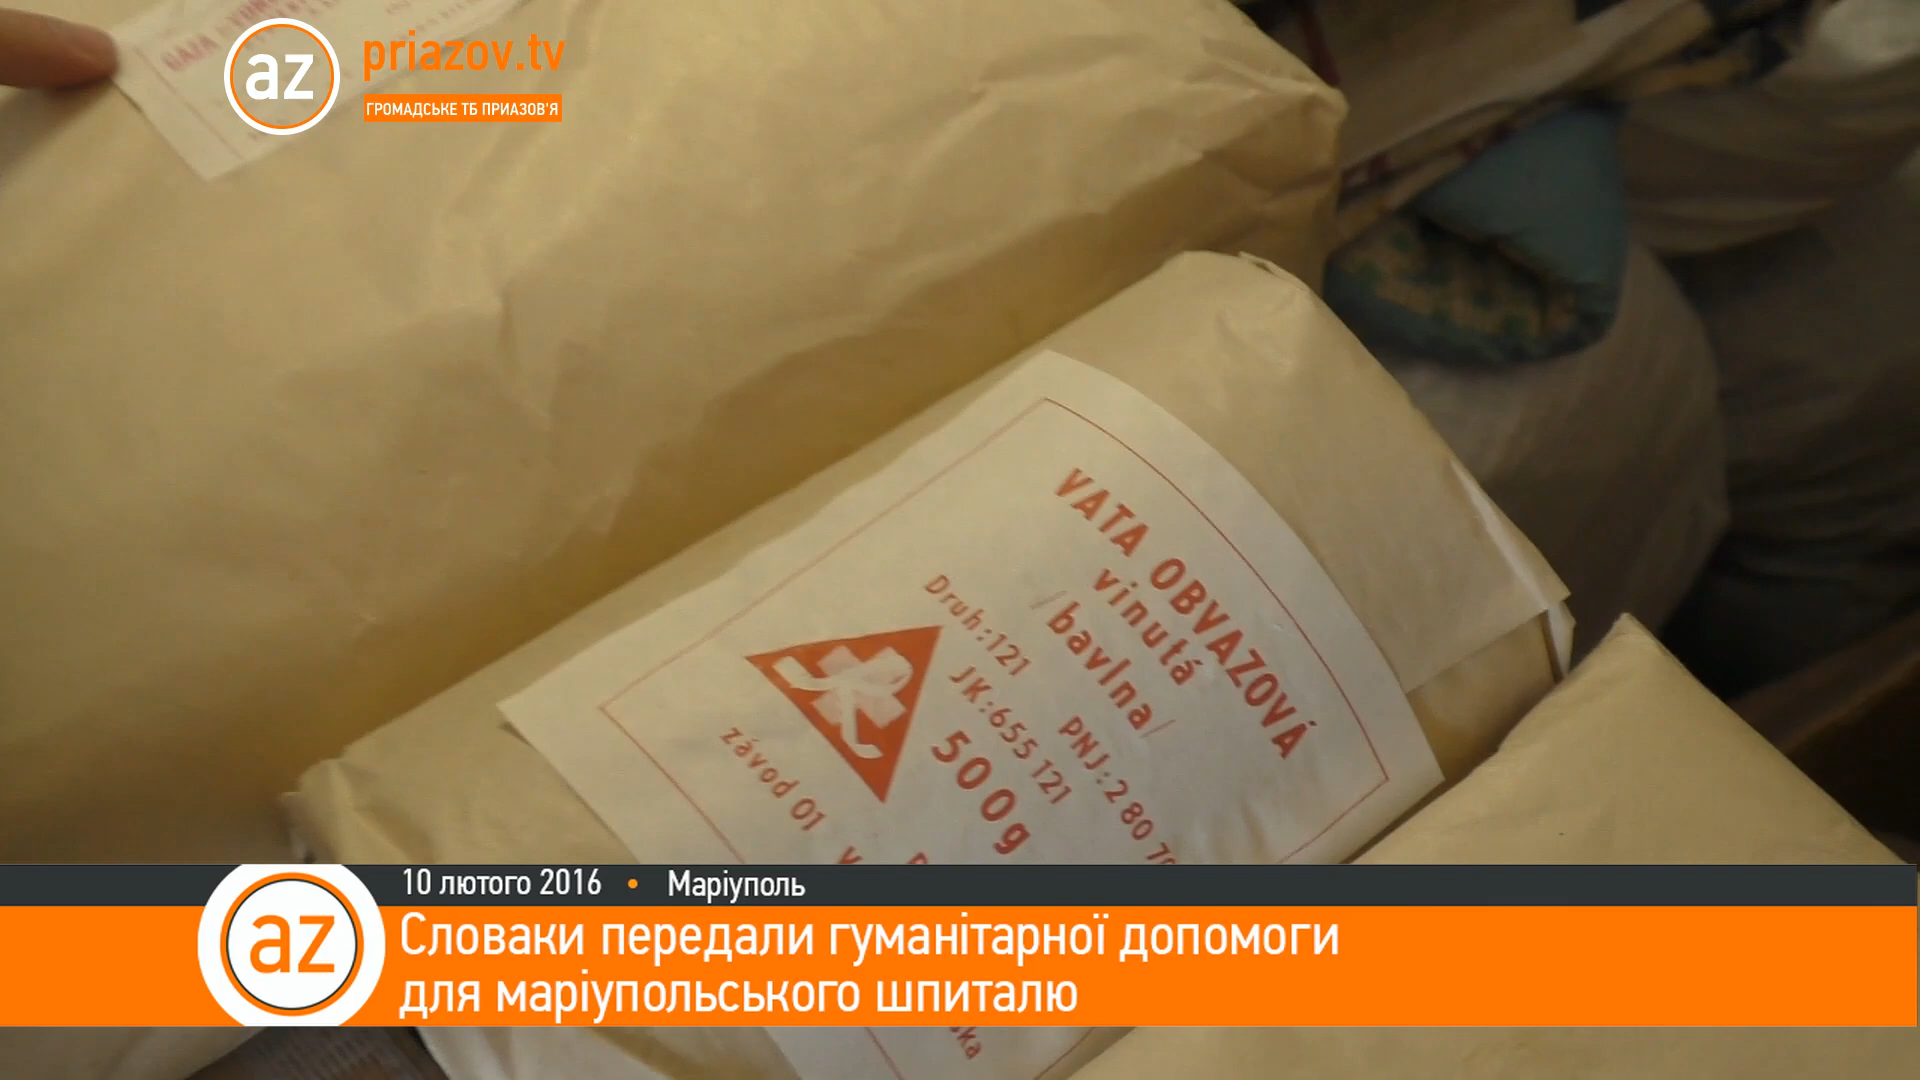 az
priazov.tv
ГРОМАДСЬКЕ ТБ ПРИАЗОВ'Я
VATA OBVAZOVÁ
vinutá
/bavlna/
Druh:121 PNJ:280
JK:655 121
500g
závod 01
10 лютого 2016 • Маріуполь
az
Словаки передали гуманітарної допомоги
для маріупольського шпиталю